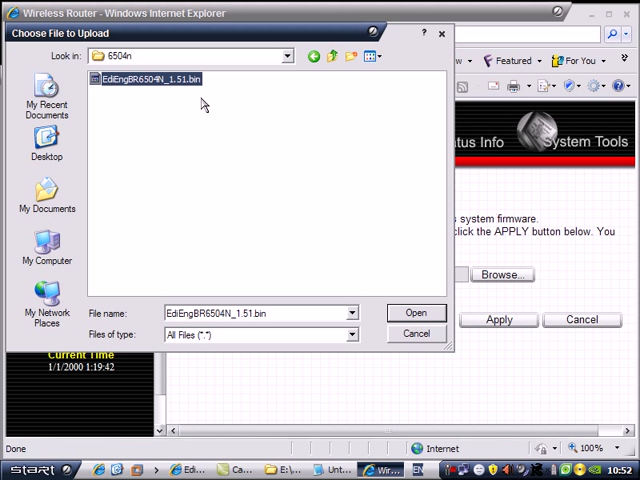 Wireless Router - Windows Internet Explorer
Choose File to Upload
Look in: 6504n
EdiEngBR6504N_1.51.bin
My Recent
Documents
Desktop
My Documents
My Computer
My Network
Places
File name: EdiEngBR6504N_1.51.bin Open
Files of type: All Files (*.*) Cancel
Featured For You
atus Info System Tools
s system firmware.
click the APPLY button below. You
Browse...
Apply Cancel
Current Time
1/1/2000 1:19:42
Done Internet 100%
start Edi... Ca... E:\... Unt... Wir... EN 10:52